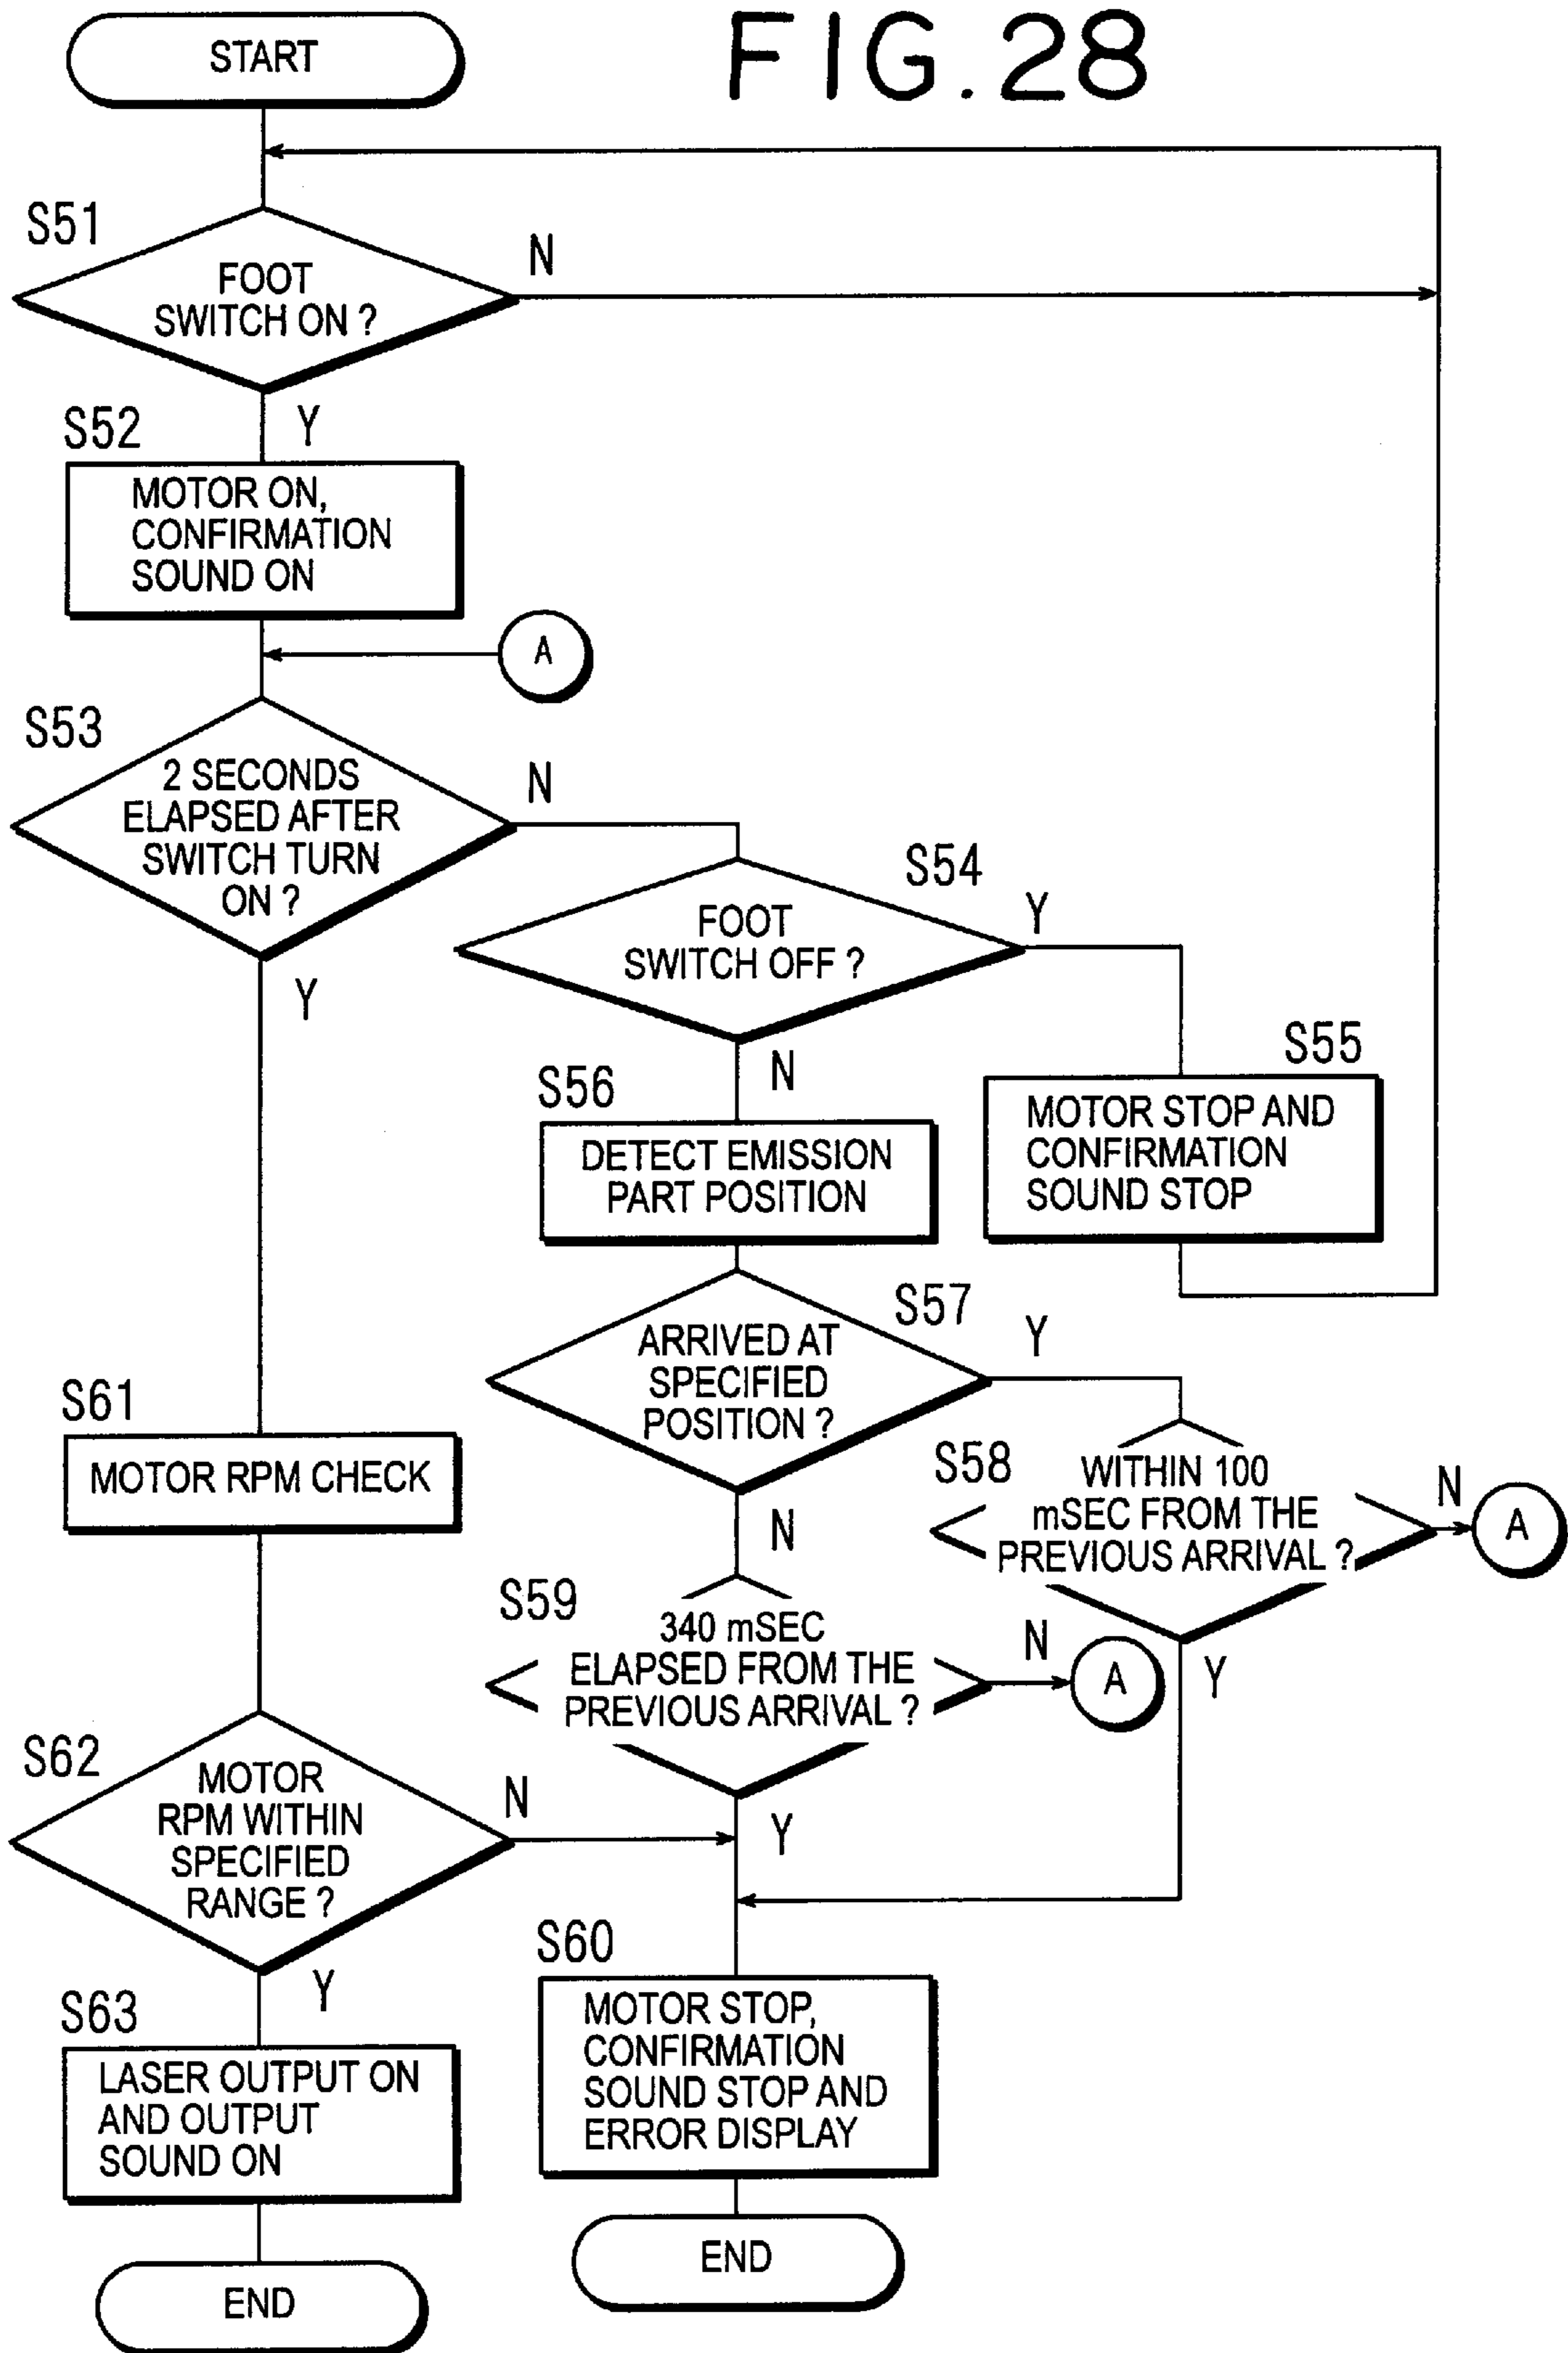 FIG.28
START
S51
FOOT
SWITCH ON ?
N
Y
S52
MOTOR ON,
CONFIRMATION
SOUND ON
A
S53
2 SECONDS
ELAPSED AFTER
SWITCH TURN
ON ?
N
Y
S54
FOOT
SWITCH OFF ?
Y
N
S55
MOTOR STOP AND
CONFIRMATION
SOUND STOP
S56
DETECT EMISSION
PART POSITION
S57
ARRIVED AT
SPECIFIED
POSITION ?
Y
N
S58
WITHIN 100
mSEC FROM THE
PREVIOUS ARRIVAL ?
N
A
Y
S59
340 mSEC
ELAPSED FROM THE
PREVIOUS ARRIVAL ?
N
A
Y
S61
MOTOR RPM CHECK
S62
MOTOR
RPM WITHIN
SPECIFIED
RANGE ?
N
Y
S60
MOTOR STOP,
CONFIRMATION
SOUND STOP AND
ERROR DISPLAY
END
S63
LASER OUTPUT ON
AND OUTPUT
SOUND ON
END